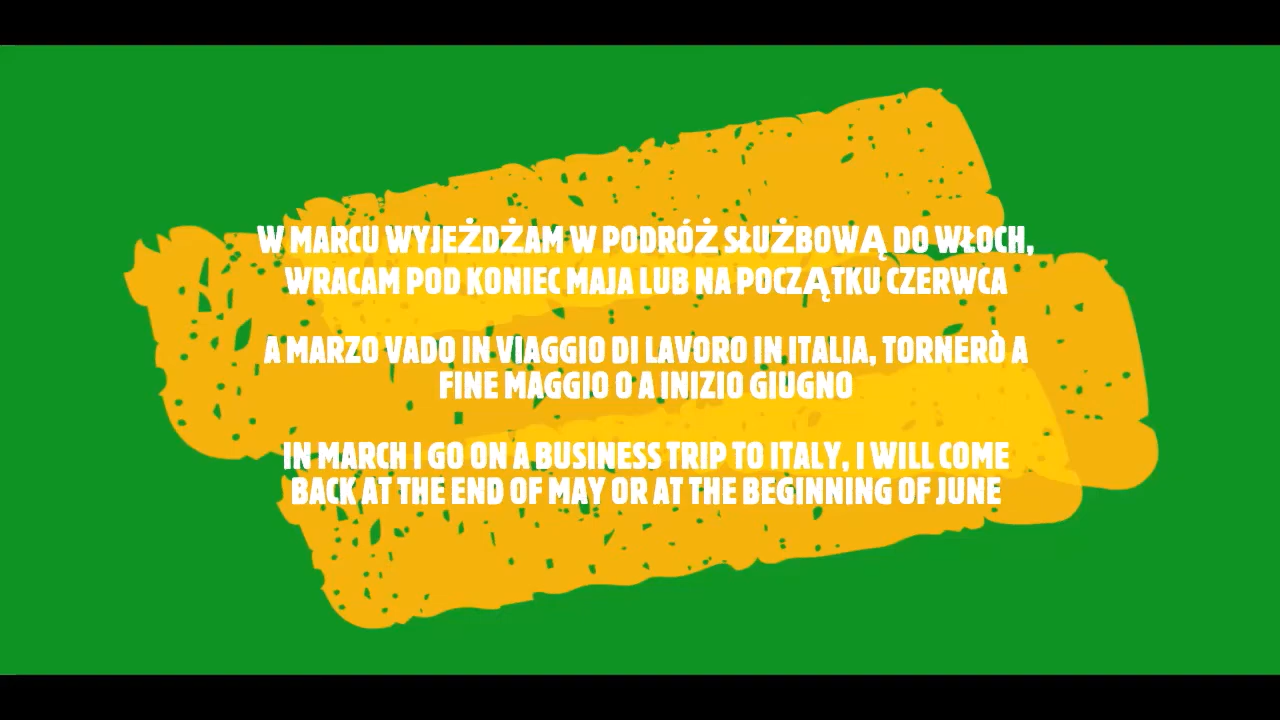 W MARCU WYJEŻDŻAM W PODRÓŻ SŁUŻBOWĄ DO WŁOCH,
WRACAM POD KONIEC MAJA LUB NA POCZĄTKU CZERWCA
A MARZO VADO IN VIAGGIO DI LAVORO IN ITALIA, TORNERÒ A
FINE MAGGIO O A INIZIO GIUGNO
IN MARCH I GO ON A BUSINESS TRIP TO ITALY, I WILL COME
BACK AT THE END OF MAY OR AT THE BEGINNING OF JUNE